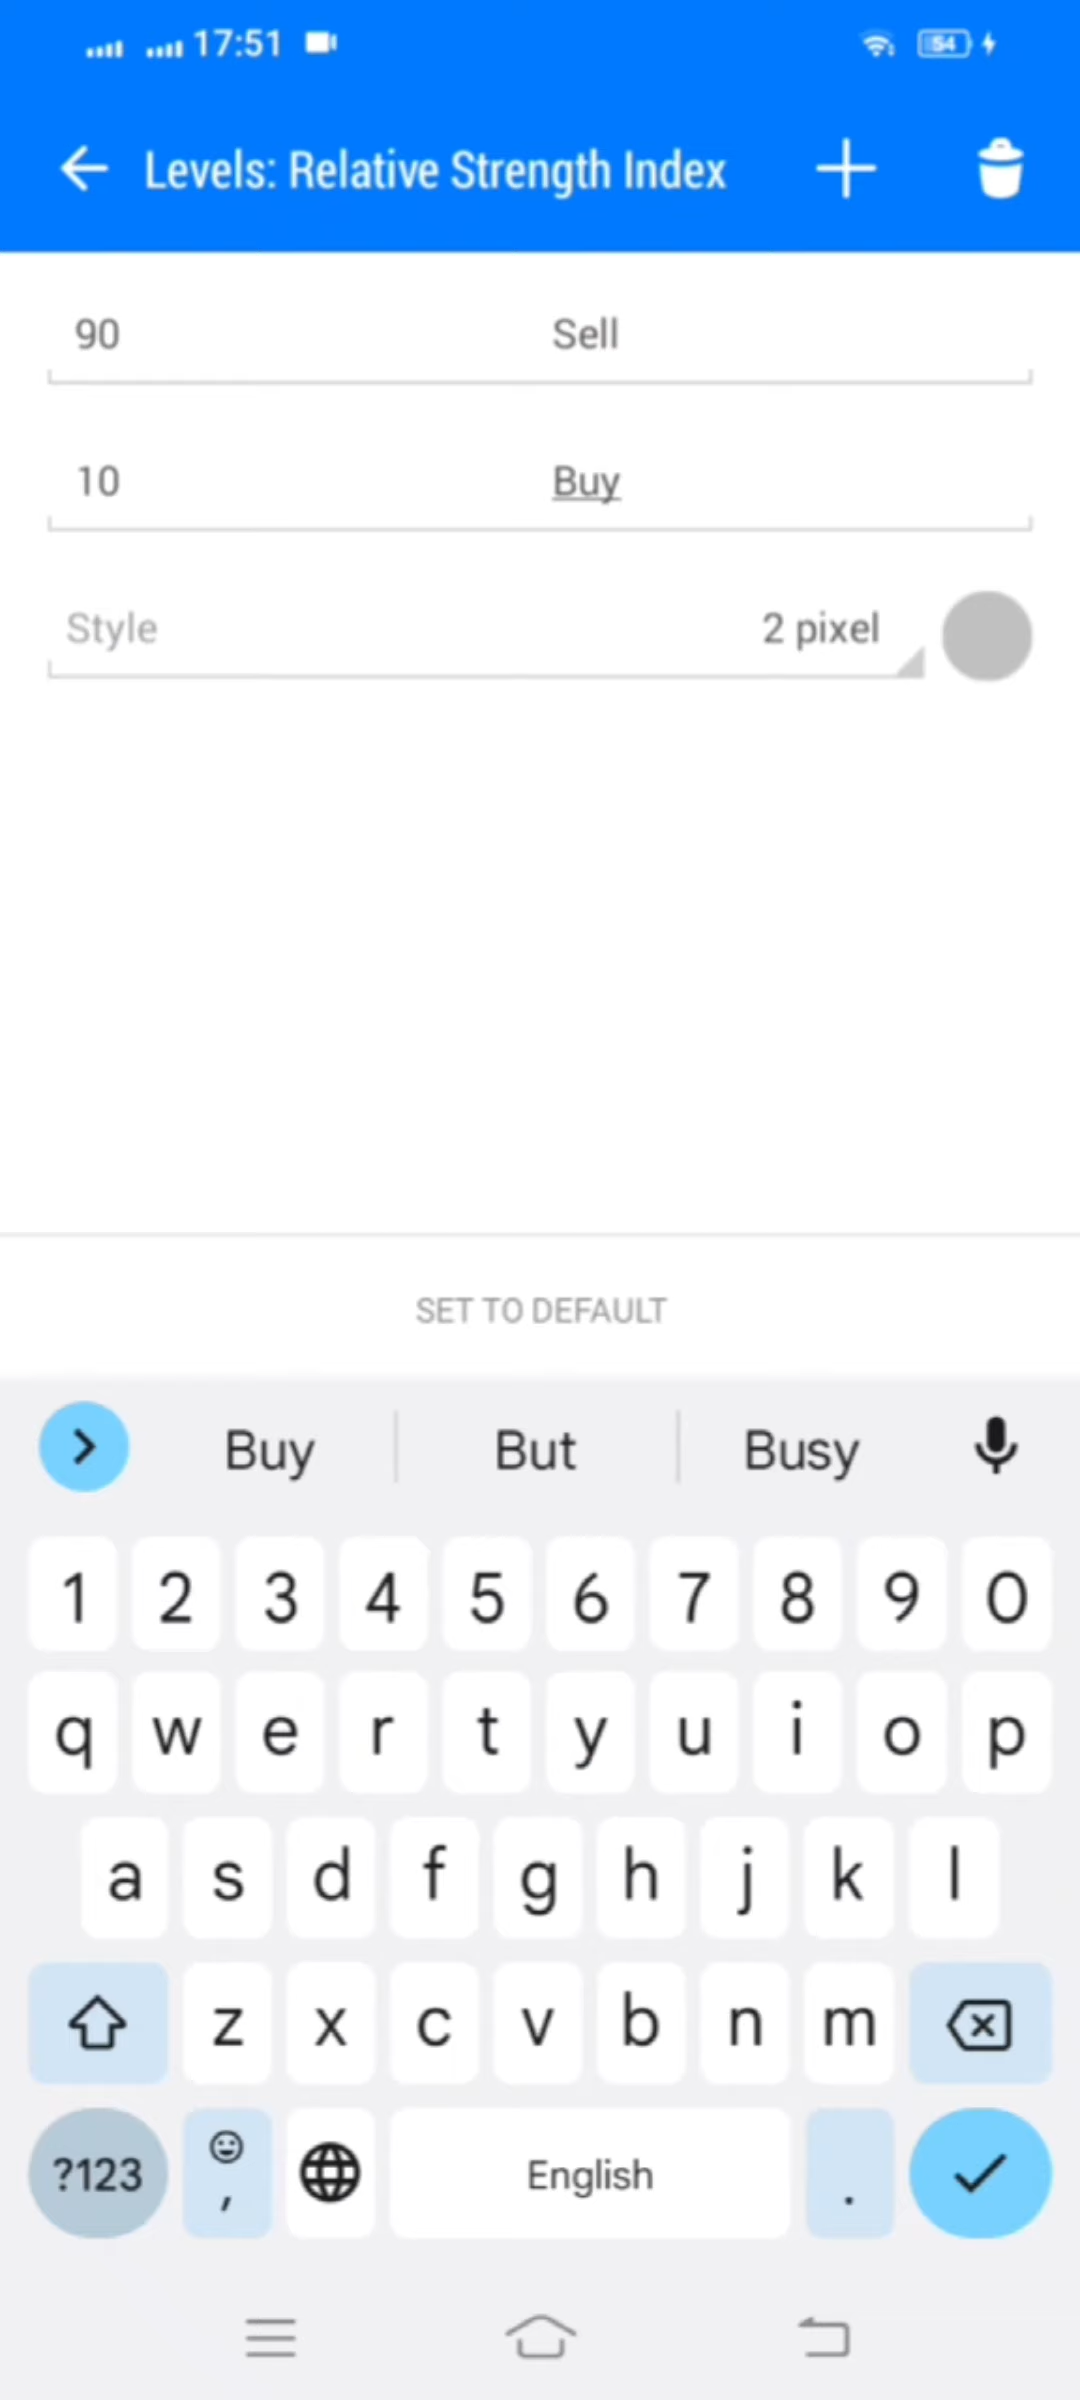 17:51 54
Levels: Relative Strength Index
90 Sell
10 Buy
Style 2 pixel
SET TO DEFAULT
Buy But Busy
1 2 3 4 5 6 7 8 9 0
q w e r t y u i o p
a s d f g h j k l
z x c v b n m
?123 , English .